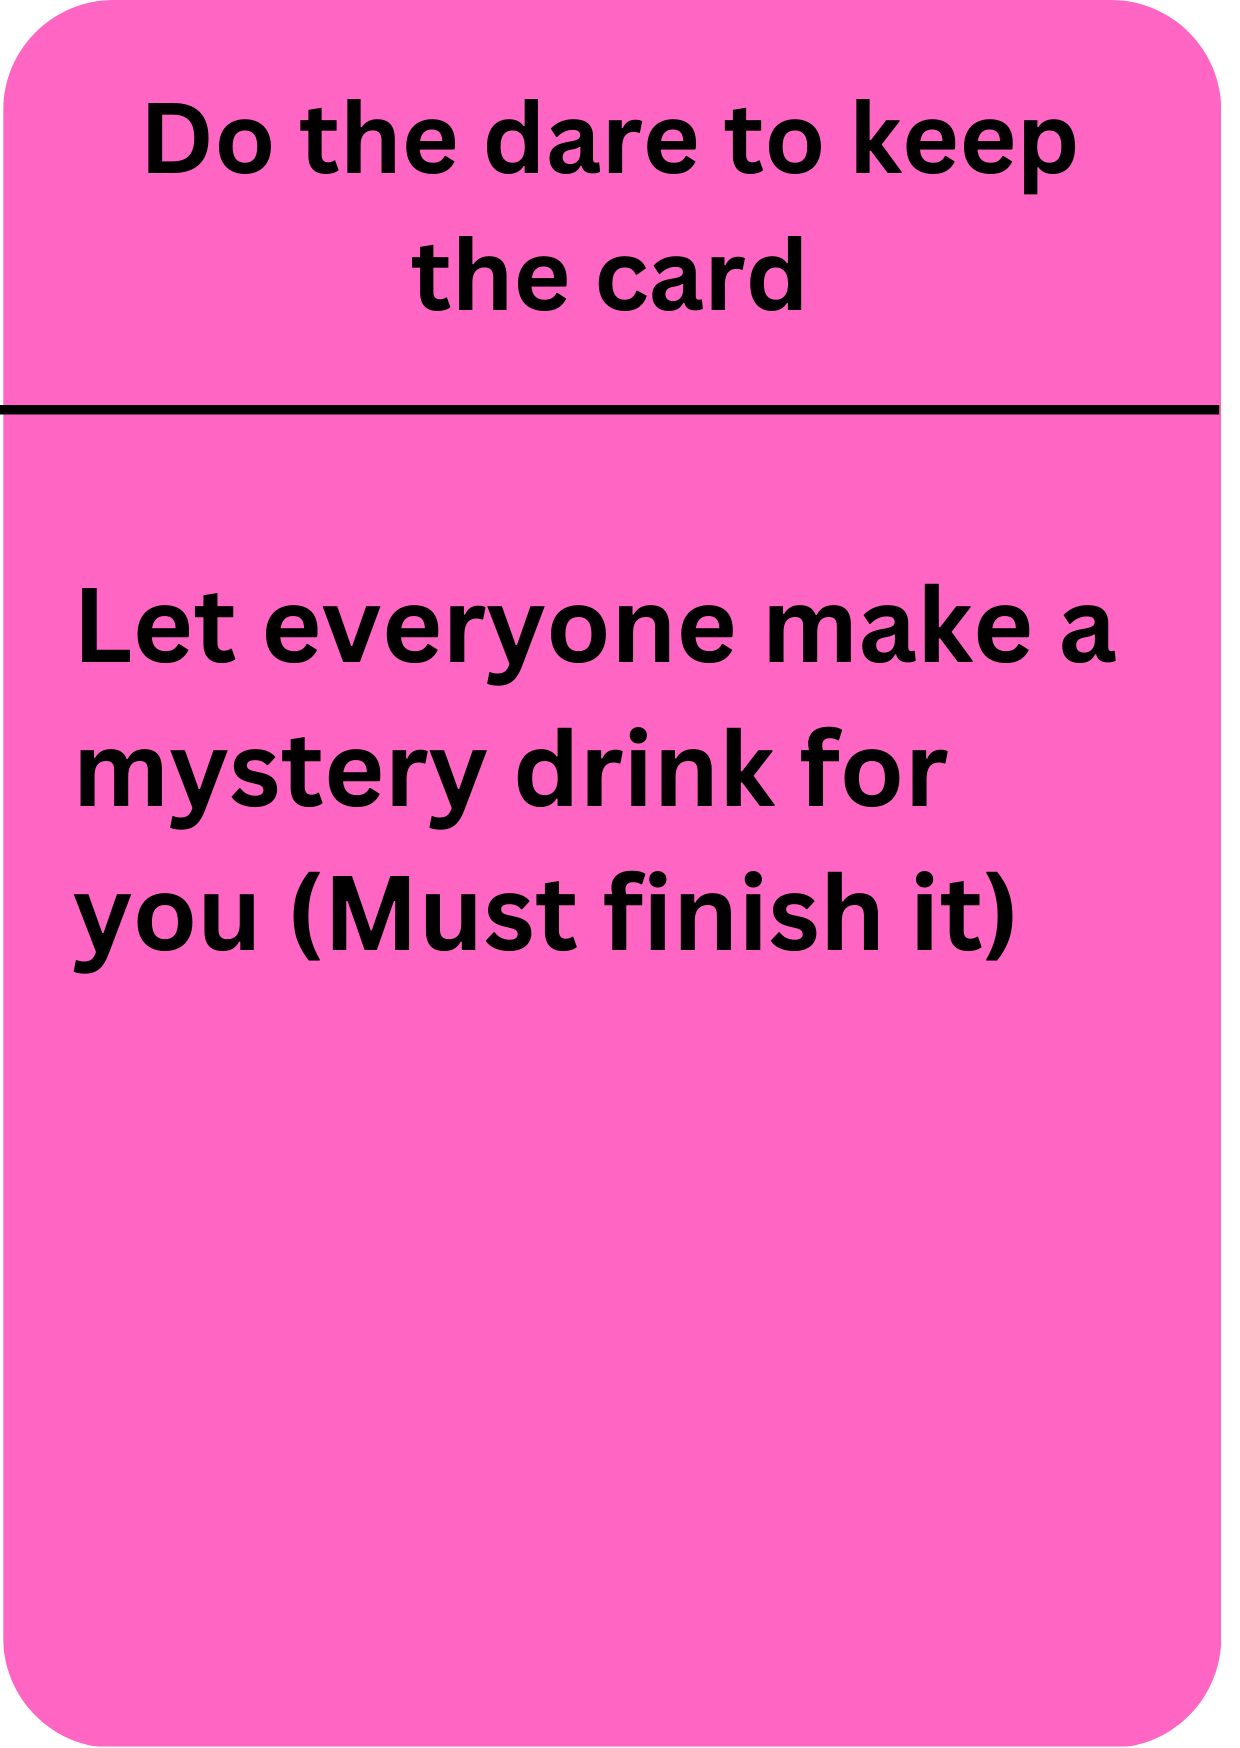 Do the dare to keep
the card
Let everyone make a
mystery drink for
you (Must finish it)